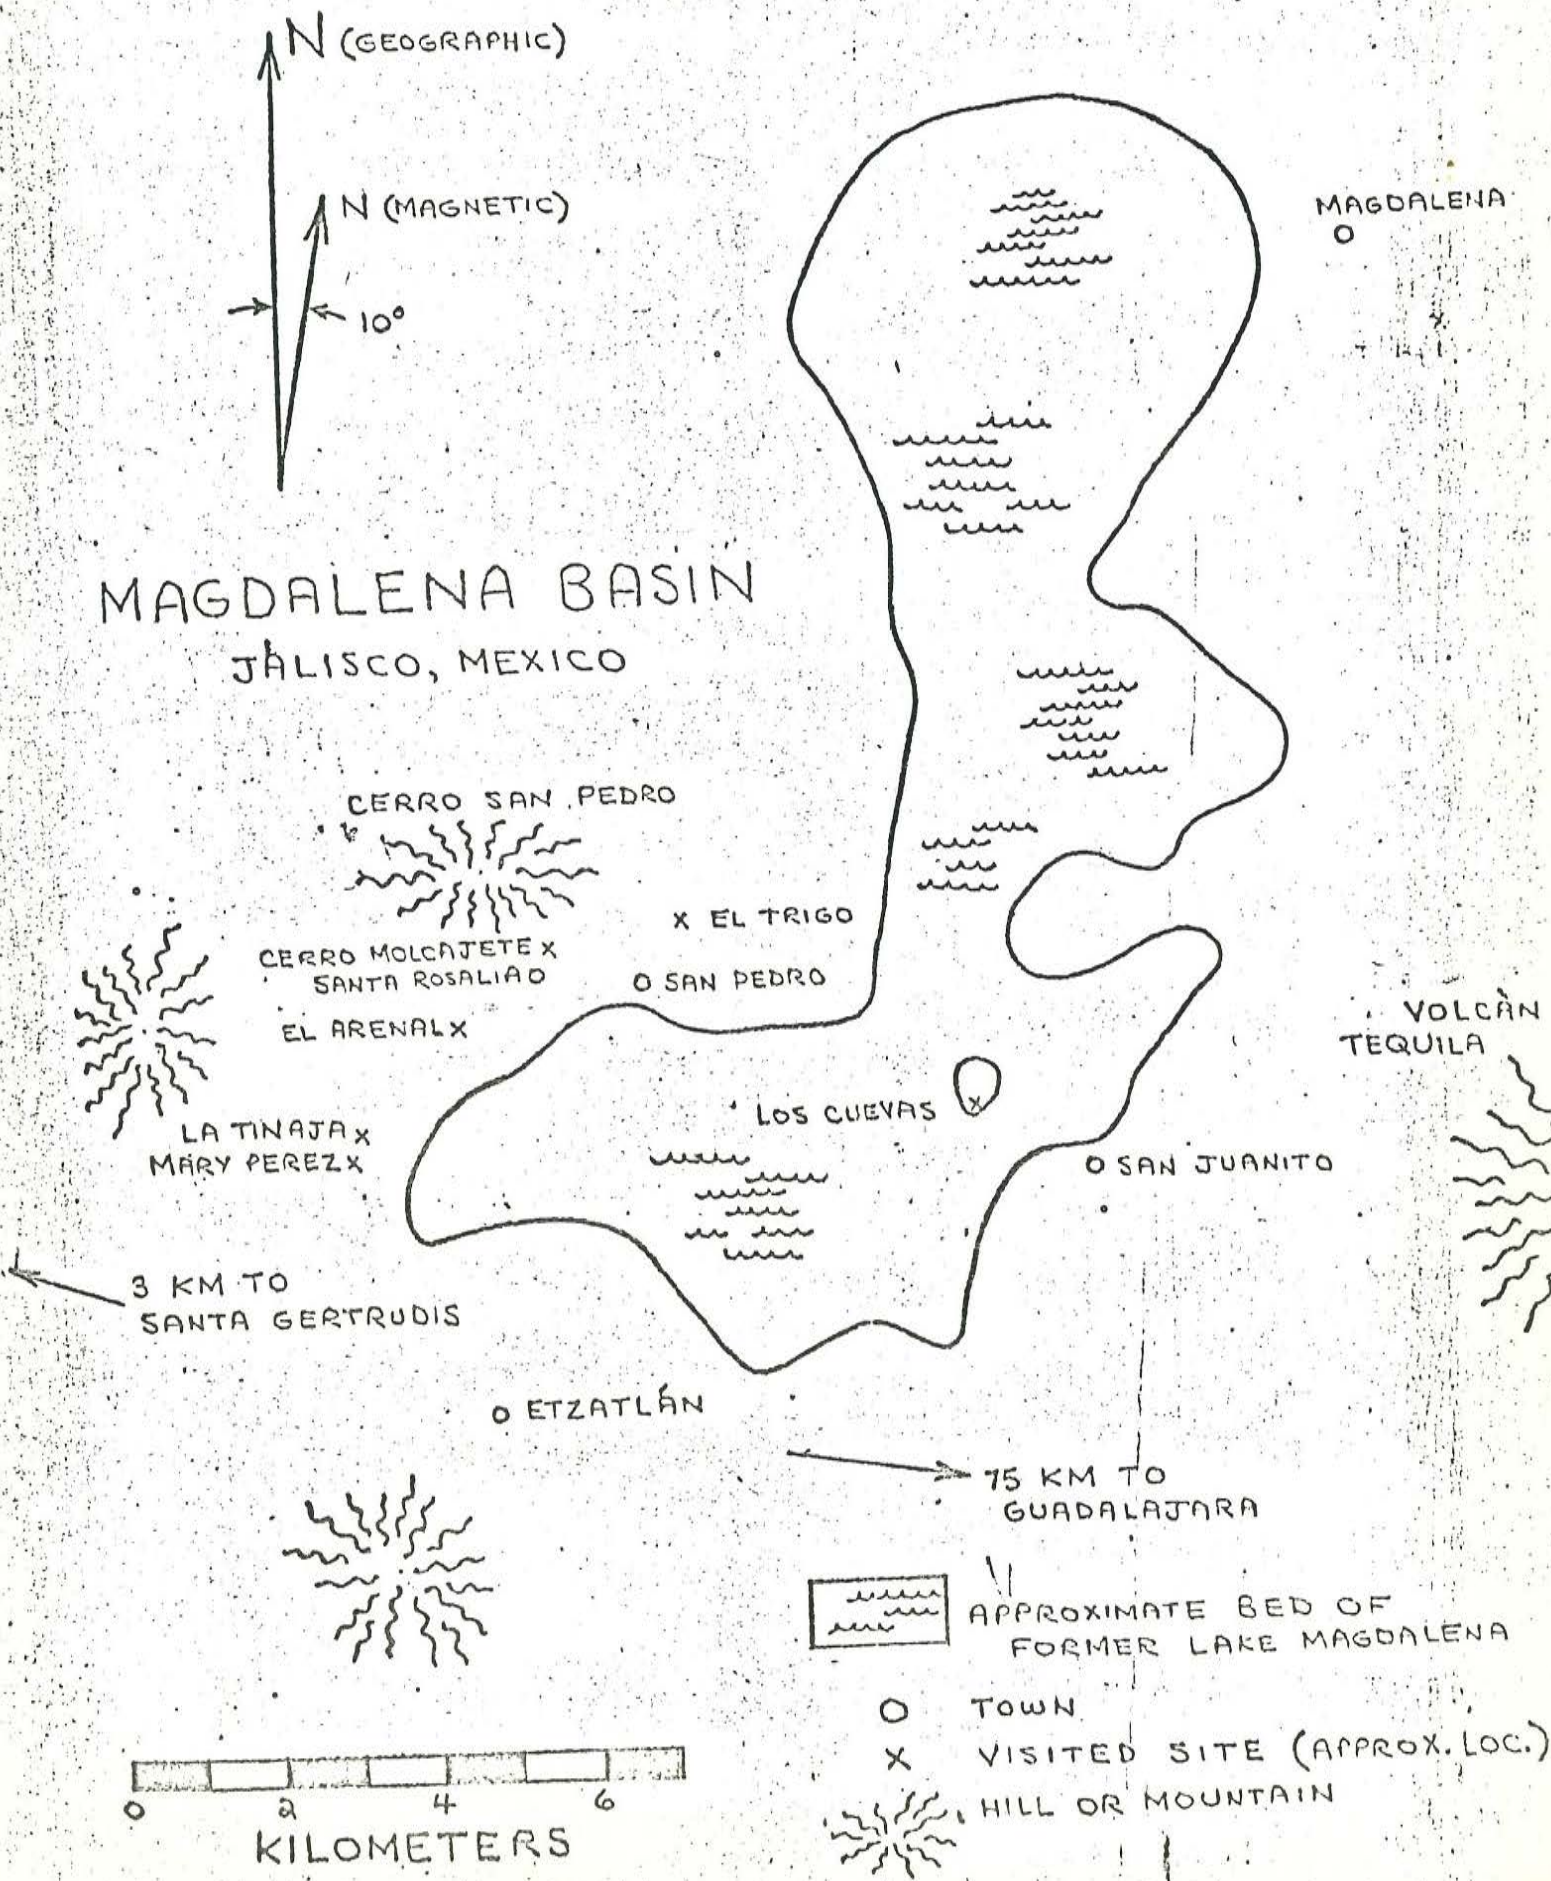 N (GEOGRAPHIC)
N (MAGNETIC)
10°
MAGDALENA
MAGDALENA BASIN
JALISCO, MEXICO
CERRO SAN PEDRO
X EL TRIGO
CERRO MOLCAJETE X
SANTA ROSALIA O
O SAN PEDRO
EL ARENAL X
VOLCÀN
TEQUILA
LOS CUEVAS X
LA TINAJA X
MARY PEREZ X
O SAN JUANITO
3 KM TO
SANTA GERTRUDIS
O ETZATLÁN
75 KM TO
GUADALAJARA
APPROXIMATE BED OF
FORMER LAKE MAGDALENA
O TOWN
X VISITED SITE (APPROX. LOC.)
HILL OR MOUNTAIN
0 2 4 6
KILOMETERS